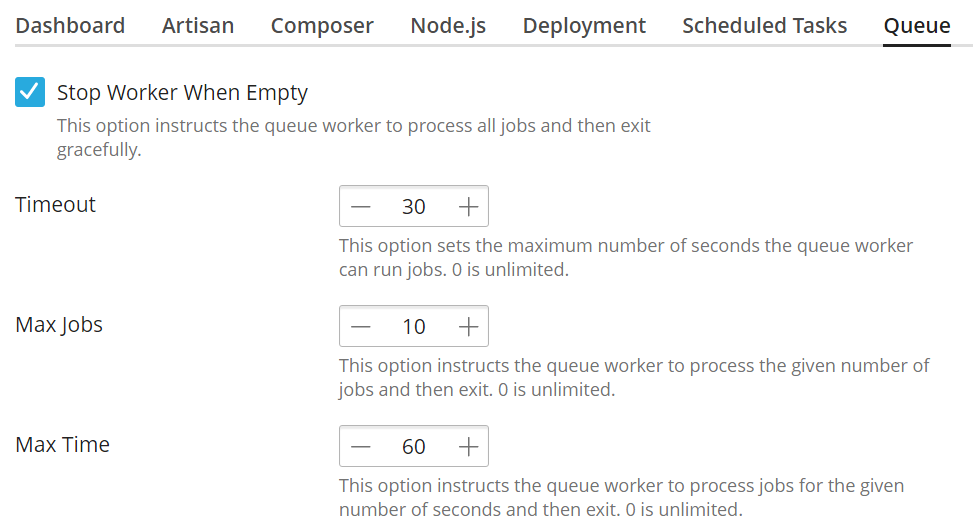 Dashboard Artisan Composer Node.js Deployment Scheduled Tasks Queue
Stop Worker When Empty
This option instructs the queue worker to process all jobs and then exit
gracefully.
Timeout 30
This option sets the maximum number of seconds the queue worker
can run jobs. 0 is unlimited.
Max Jobs 10
This option instructs the queue worker to process the given number of
jobs and then exit. 0 is unlimited.
Max Time 60
This option instructs the queue worker to process jobs for the given
number of seconds and then exit. 0 is unlimited.